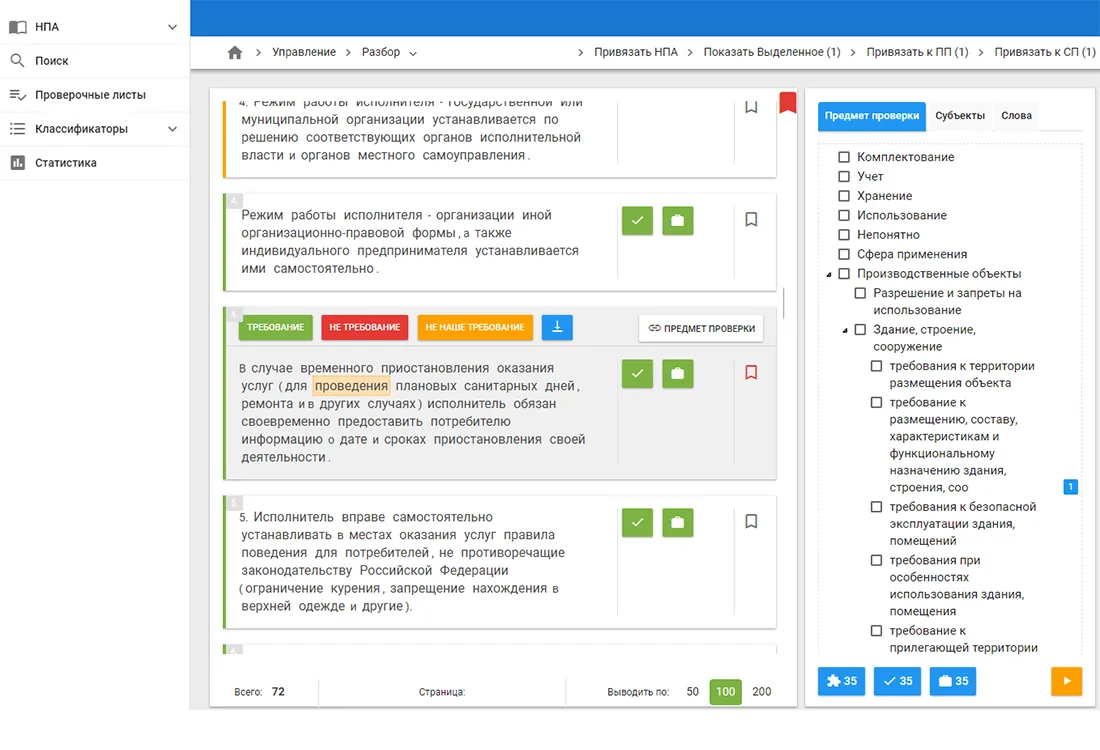 НПА
Поиск
Проверочные листы
Классификаторы
Статистика
Управление
Разбор
Привязать НПА
Показать Выделенное (1)
Привязать к ПП (1)
Привязать к СП (1)
4. Режим работы исполнителя - государственной или
муниципальной организации устанавливается по
решению соответствующих органов исполнительной
власти и органов местного самоуправления.
4.
Режим работы исполнителя - организации иной
организационно-правовой формы, а также
индивидуального предпринимателя устанавливается
ими самостоятельно.
4.
ТРЕБОВАНИЕ
НЕ ТРЕБОВАНИЕ
НЕ НАШЕ ТРЕБОВАНИЕ
ПРЕДМЕТ ПРОВЕРКИ
В случае временного приостановления оказания
услуг (для проведения плановых санитарных дней,
ремонта и в других случаях) исполнитель обязан
своевременно предоставить потребителю
информацию о дате и сроках приостановления своей
деятельности.
5.
5. Исполнитель вправе самостоятельно
устанавливать в местах оказания услуг правила
поведения для потребителей, не противоречащие
законодательству Российской Федерации
(ограничение курения, запрещение нахождения в
верхней одежде и другие).
Всего: 72
Страница:
Выводить по: 50 100 200
Предмет проверки
Субъекты
Слова
Комплектование
Учет
Хранение
Использование
Непонятно
Сфера применения
Производственные объекты
Разрешение и запреты на
использование
Здание, строение,
сооружение
требования к территории
размещения объекта
требование к
размещению, составу,
характеристикам и
функциональному
назначению здания,
строения, соо
1
требования к безопасной
эксплуатации здания,
помещений
требования при
особенностях
использования здания,
помещения
требование к
прилегающей территории
35
35
35